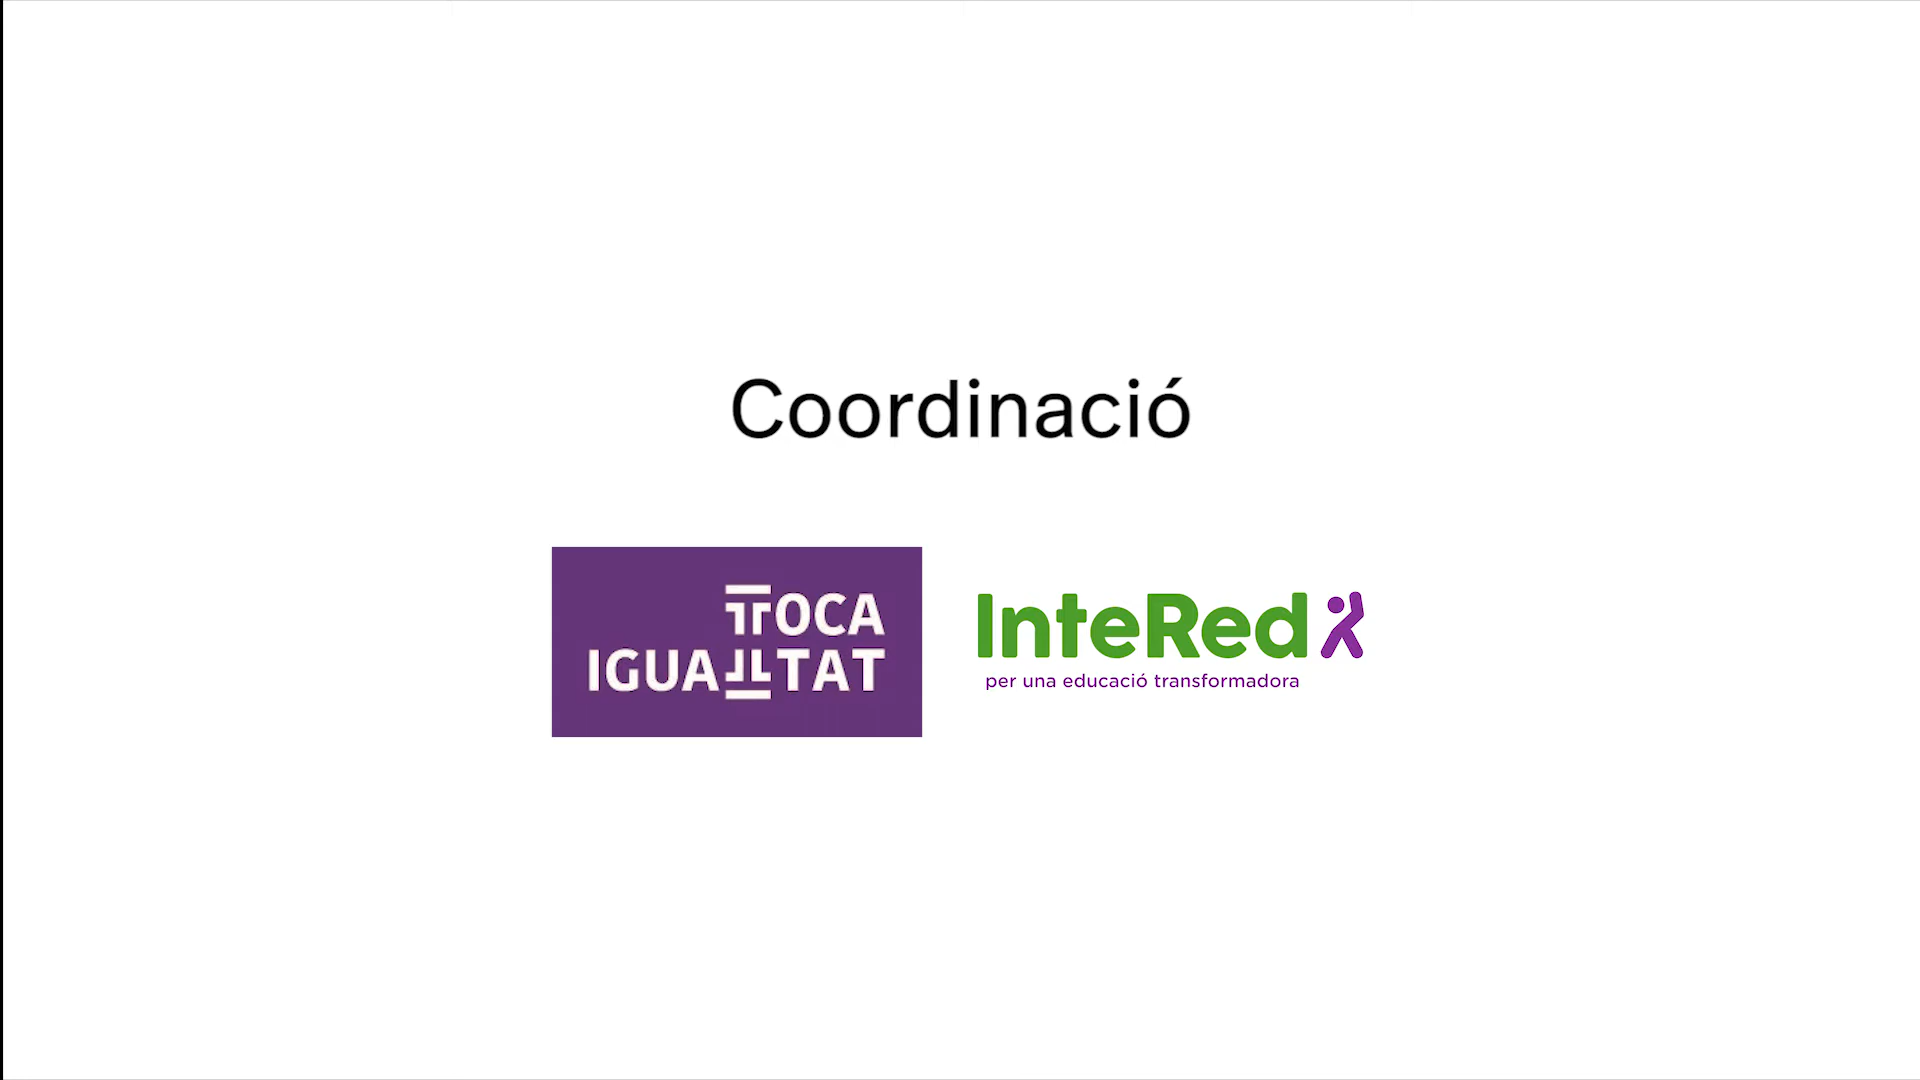 Coordinació
TOCA
IGUALTAT
InteRed
per una educació transformadora